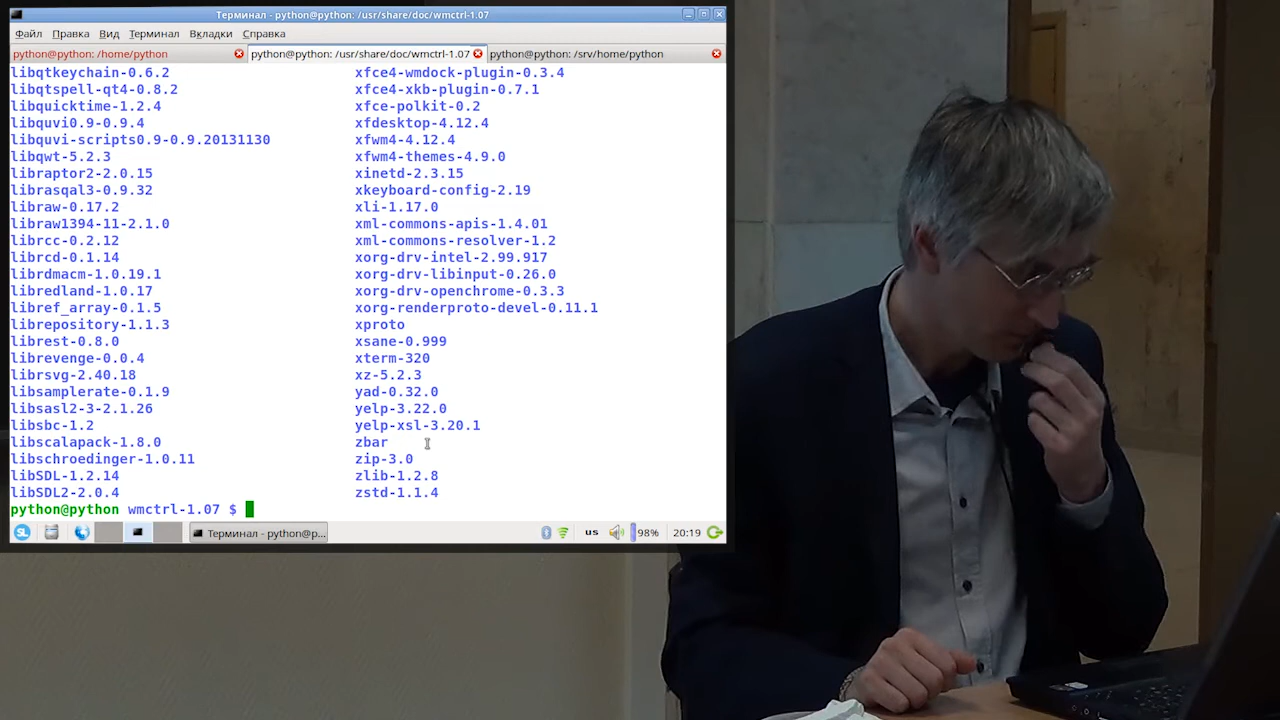 Терминал - python@python: /usr/share/doc/wmctrl-1.07
Файл Правка Вид Терминал Вкладки Справка
python@python: /home/python python@python: /usr/share/doc/wmctrl-1.07 python@python: /srv/home/python
libqtkeychain-0.6.2 xfce4-wmdock-plugin-0.3.4
libqtspell-qt4-0.8.2 xfce4-xkb-plugin-0.7.1
libquicktime-1.2.4 xfce-polkit-0.2
libquvi0.9-0.9.4 xfdesktop-4.12.4
libquvi-scripts0.9-0.9.20131130 xfwm4-4.12.4
libqwt-5.2.3 xfwm4-themes-4.9.0
libraptor2-2.0.15 xinetd-2.3.15
librasqal3-0.9.32 xkeyboard-config-2.19
libraw-0.17.2 xli-1.17.0
libraw1394-11-2.1.0 xml-commons-apis-1.4.01
librcc-0.2.12 xml-commons-resolver-1.2
librcd-0.1.14 xorg-drv-intel-2.99.917
librdmacm-1.0.19.1 xorg-drv-libinput-0.26.0
libredland-1.0.17 xorg-drv-openchrome-0.3.3
libref_array-0.1.5 xorg-renderproto-devel-0.11.1
librepository-1.1.3 xproto
librest-0.8.0 xsane-0.999
librevenge-0.0.4 xterm-320
librsvg-2.40.18 xz-5.2.3
libsamplerate-0.1.9 yad-0.32.0
libsasl2-3-2.1.26 yelp-3.22.0
libsbc-1.2 yelp-xsl-3.20.1
libscalapack-1.8.0 zbar
libschroedinger-1.0.11 zip-3.0
libSDL-1.2.14 zlib-1.2.8
libSDL2-2.0.4 zstd-1.1.4
python@python wmctrl-1.07 $
Терминал - python@p... us 98% 20:19